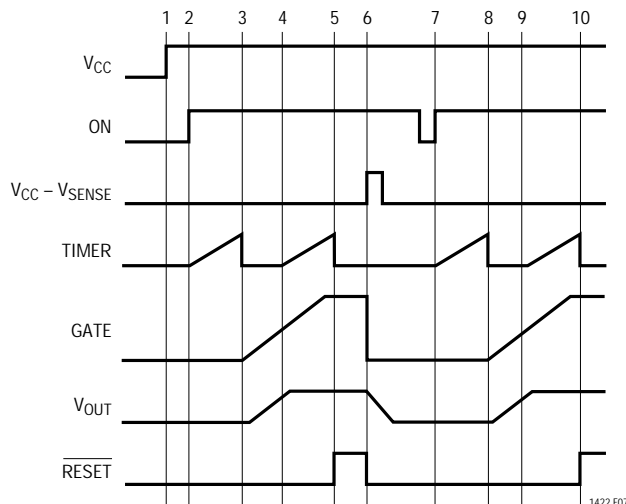 1 2 3 4 5 6 7 8 9 10
VCC
ON
VCC – VSENSE
TIMER
GATE
VOUT
RESET
1422 F07